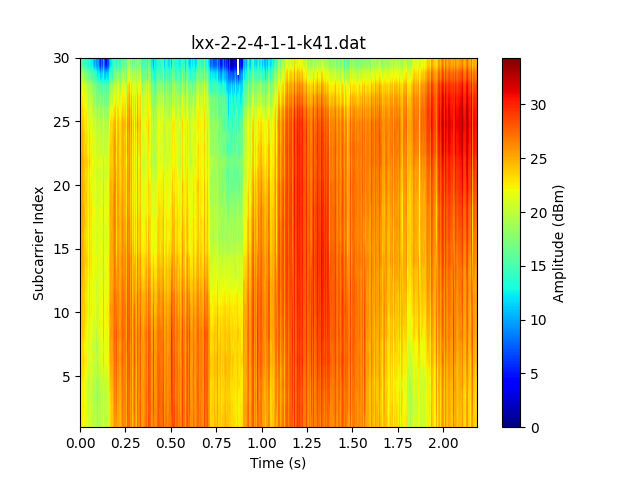 lxx-2-2-4-1-1-k41.dat
30
25
20
15
10
5
Subcarrier Index
0.00 0.25 0.50 0.75 1.00 1.25 1.50 1.75 2.00
Time (s)
30
25
20
15
10
5
0
Amplitude (dBm)